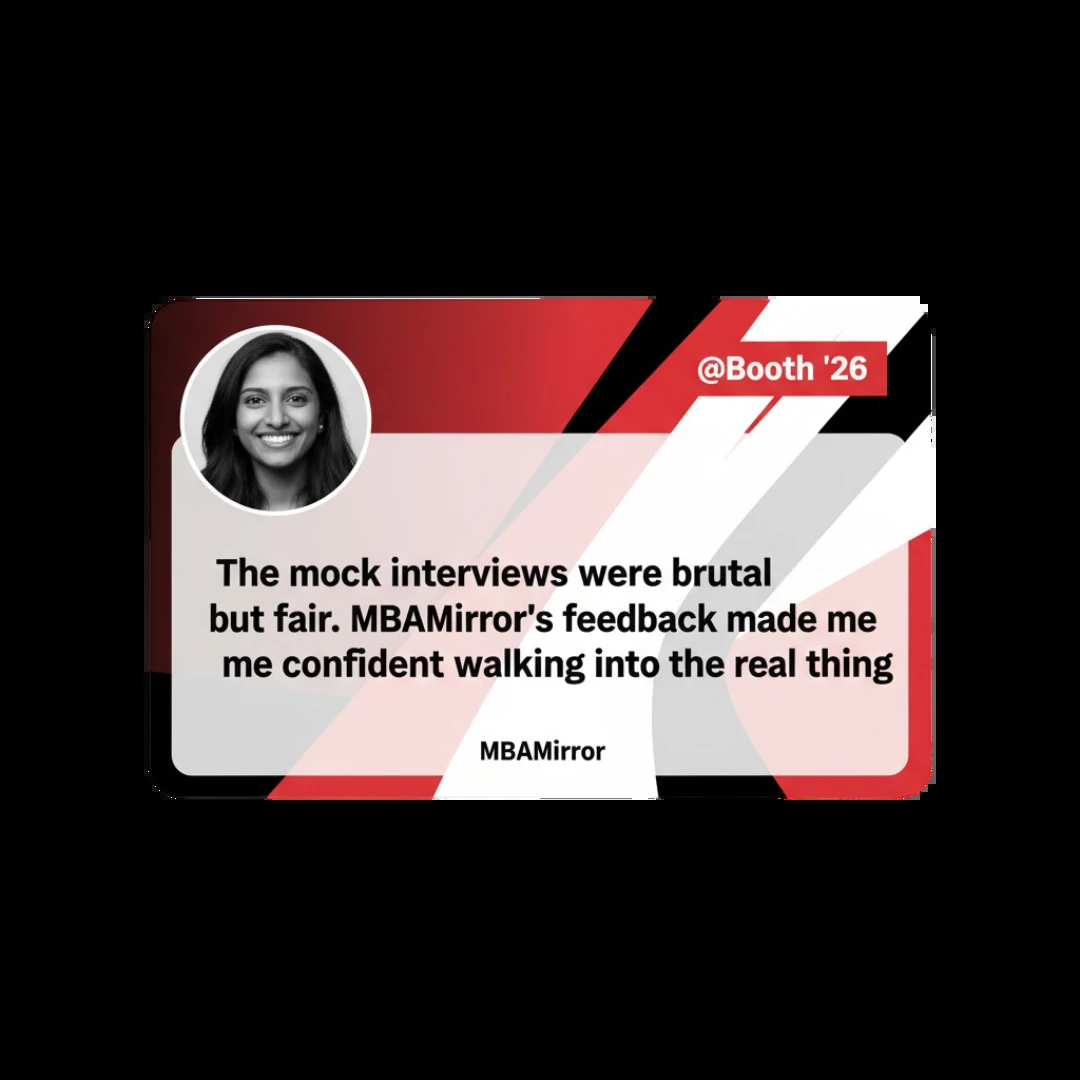 @Booth '26
The mock interviews were brutal
but fair. MBAMirror's feedback made me
me confident walking into the real thing
MBAMirror